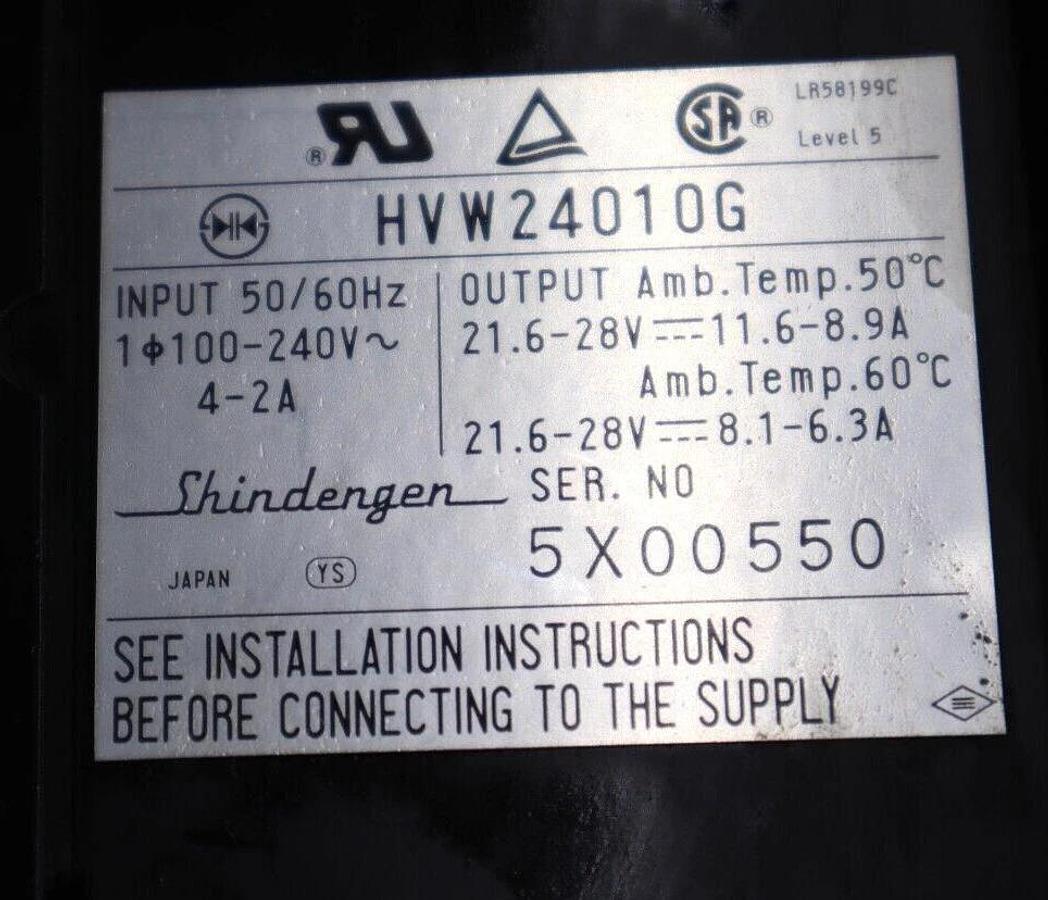 RU ® SA ® LR58199C
Level 5
HVW24010G
INPUT 50/60Hz
1Φ100-240V~
4-2A
OUTPUT Amb.Temp.50°C
21.6-28V⎓11.6-8.9A
Amb.Temp.60°C
21.6-28V⎓8.1-6.3A
Shindengen
SER. NO
5X00550
JAPAN YS
SEE INSTALLATION INSTRUCTIONS
BEFORE CONNECTING TO THE SUPPLY